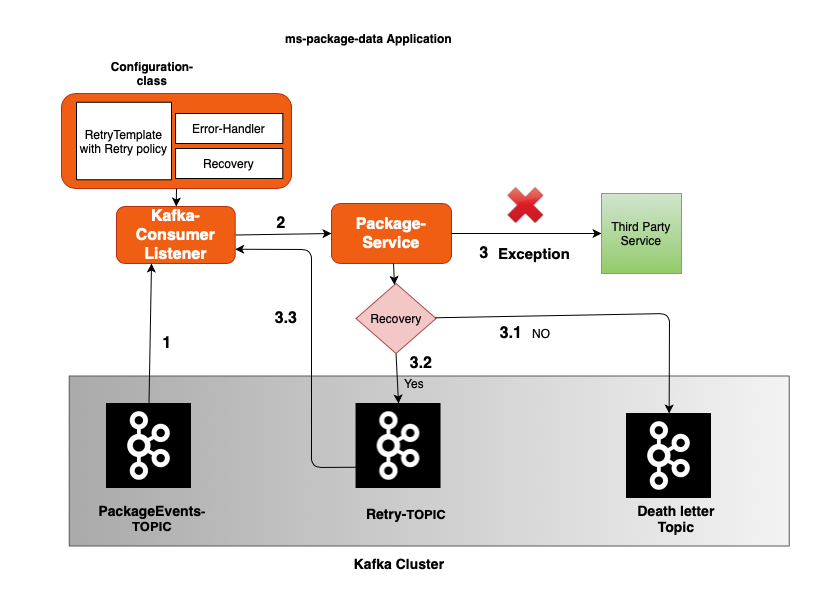 ms-package-data Application
Configuration-
class
RetryTemplate
with Retry policy
Error-Handler
Recovery
Kafka-
Consumer
Listener
2
Package-
Service
3 Exception
Third Party
Service
Recovery
3.3
3.1 NO
1
3.2
Yes
PackageEvents-
TOPIC
Retry-TOPIC
Death letter
Topic
Kafka Cluster